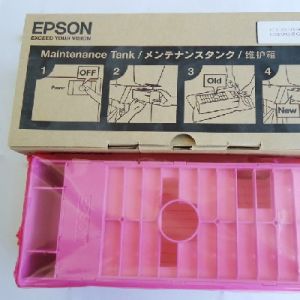 EPSON
EXCEED YOUR VISION
Maintenance Tank/メンテナンスタンク/维护箱
1
OFF
Power
2
3
Old
4
New